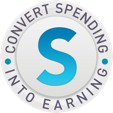 CONVERT SPENDING
S
INTO EARNING